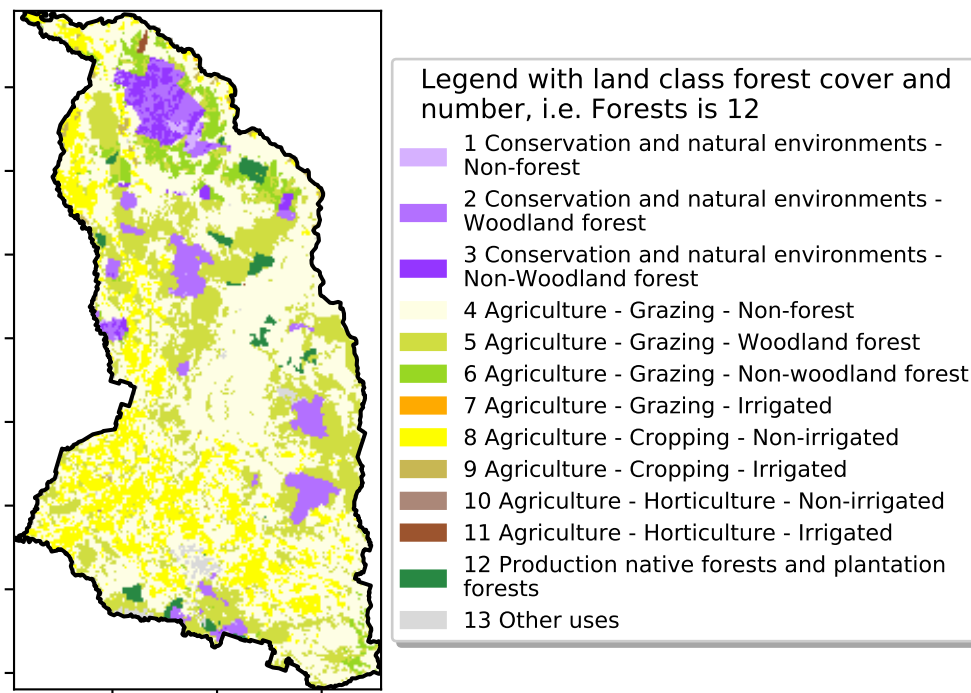 Legend with land class forest cover and
number, i.e. Forests is 12
1 Conservation and natural environments -
Non-forest
2 Conservation and natural environments -
Woodland forest
3 Conservation and natural environments -
Non-Woodland forest
4 Agriculture - Grazing - Non-forest
5 Agriculture - Grazing - Woodland forest
6 Agriculture - Grazing - Non-woodland forest
7 Agriculture - Grazing - Irrigated
8 Agriculture - Cropping - Non-irrigated
9 Agriculture - Cropping - Irrigated
10 Agriculture - Horticulture - Non-irrigated
11 Agriculture - Horticulture - Irrigated
12 Production native forests and plantation
forests
13 Other uses